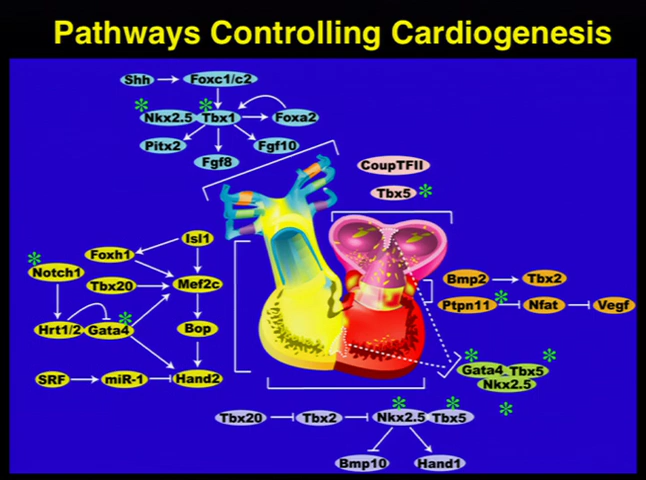 Pathways Controlling Cardiogenesis
Shh Foxc1/c2
Nkx2.5 Tbx1 Foxa2
Pitx2 Fgf10
Fgf8
CoupTFII
Tbx5
Isl1
Foxh1
Notch1
Tbx20 Mef2c
Hrt1/2 Gata4 Bop
SRF miR-1 Hand2
Bmp2 Tbx2
Ptpn11 Nfat Vegf
Gata4 Tbx5
Nkx2.5
Tbx20 Tbx2 Nkx2.5 Tbx5
Bmp10 Hand1